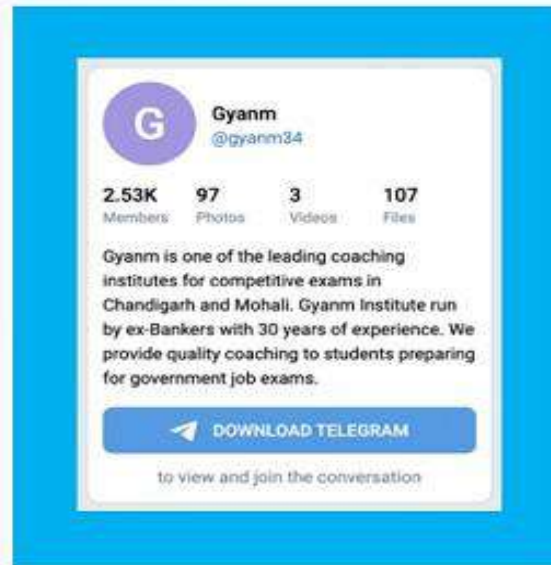 G
Gyanm
@gyanm34
2.53K 97 3 107
Members Photos Videos Files
Gyanm is one of the leading coaching
institutes for competitive exams in
Chandigarh and Mohali. Gyanm Institute run
by ex-Bankers with 30 years of experience. We
provide quality coaching to students preparing
for government job exams.
DOWNLOAD TELEGRAM
to view and join the conversation